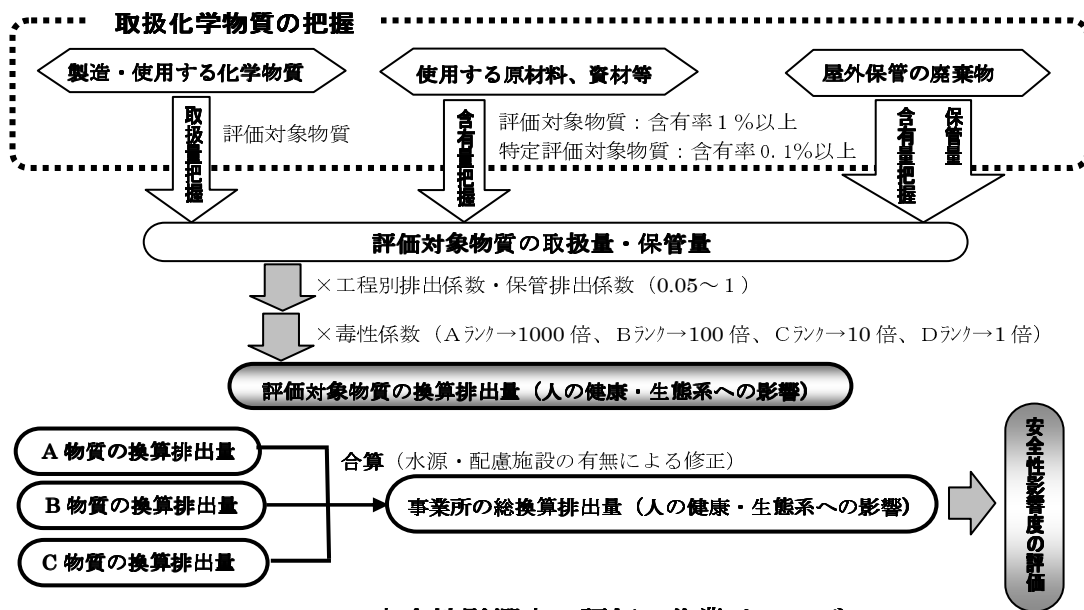 取扱化学物質の把握
製造・使用する化学物質
使用する原材料、資材等
屋外保管の廃棄物
取扱量把握
評価対象物質
含有量把握
評価対象物質：含有率１％以上
特定評価対象物質：含有率0.1％以上
保管量
含有量把握
評価対象物質の取扱量・保管量
×工程別排出係数・保管排出係数（0.05～１）
×毒性係数（Ａﾗﾝｸ→1000倍、Ｂﾗﾝｸ→100倍、Ｃﾗﾝｸ→10倍、Ｄﾗﾝｸ→1倍）
評価対象物質の換算排出量（人の健康・生態系への影響）
A物質の換算排出量
B物質の換算排出量
C物質の換算排出量
合算（水源・配慮施設の有無による修正）
事業所の総換算排出量（人の健康・生態系への影響）
安全性影響度の評価